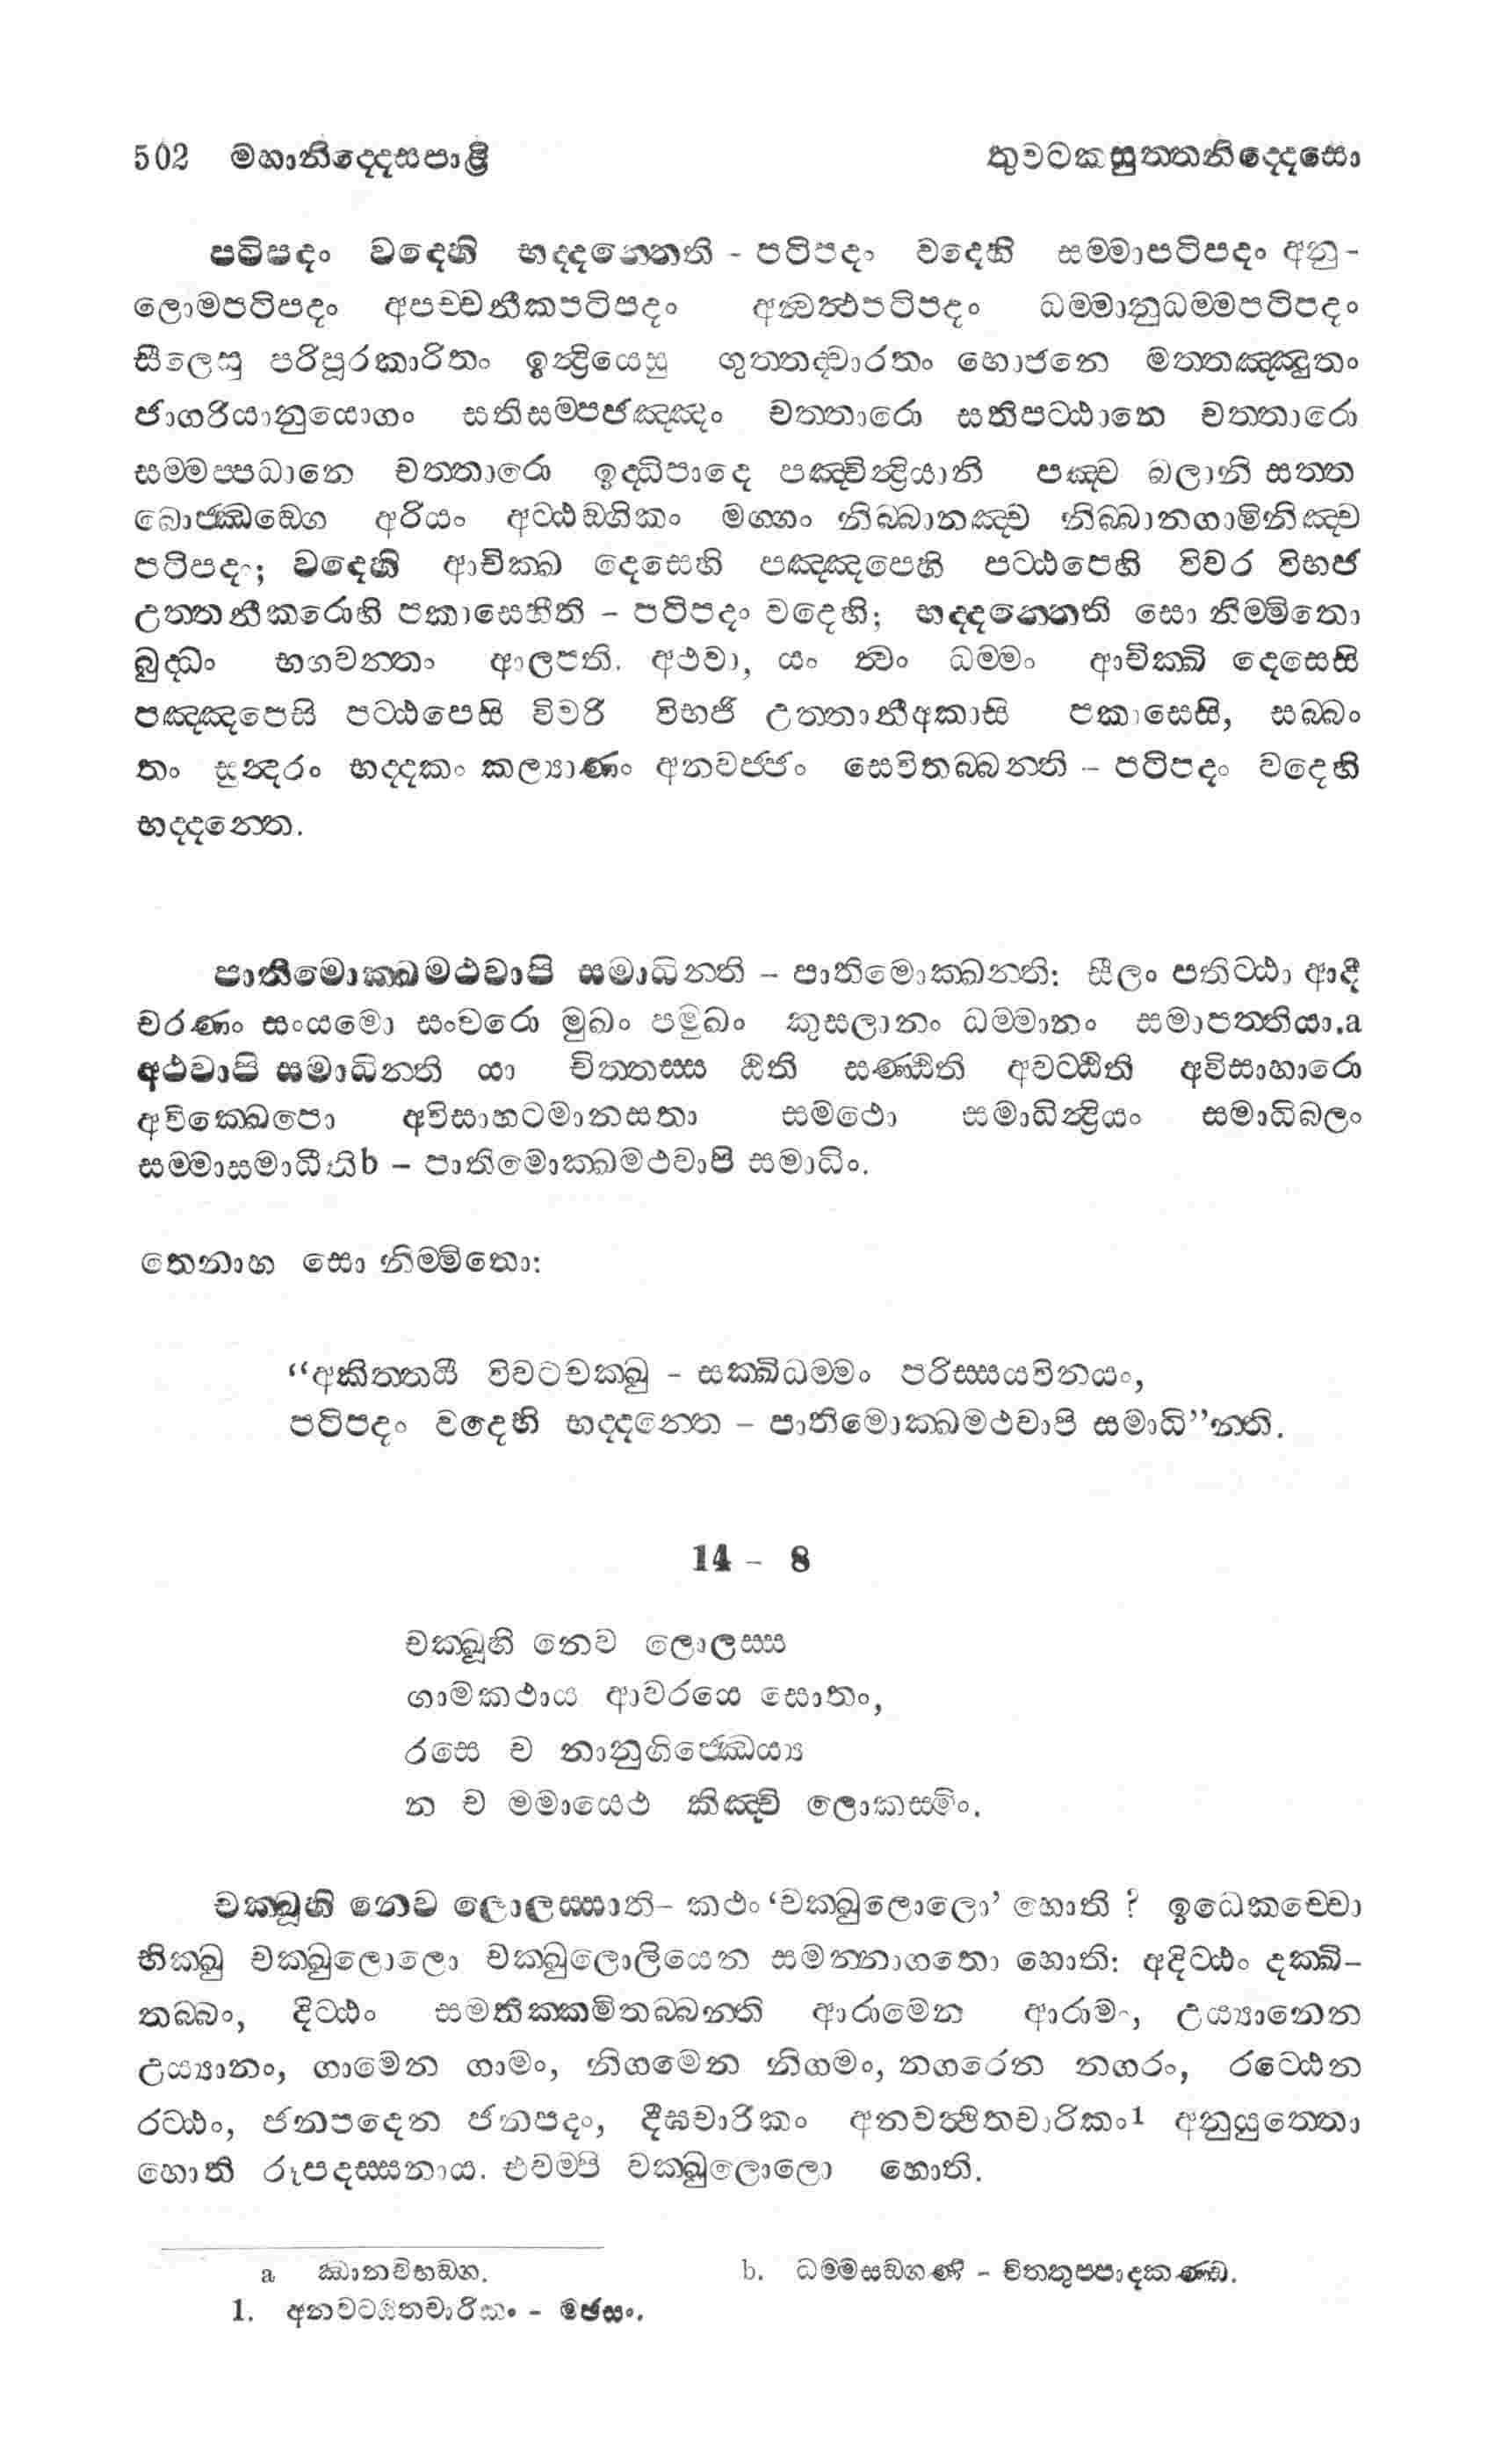 502 මහානිද්දෙසපාළි තුවටකසුත්තනිද්දෙසො
පටිපදං වදෙහි භද්දන්තෙති - පටිපදං වදෙහි සම්මාපටිපදං අනු-
ලොමපටිපදං අපච්චනීකපටිපදං අන්වත්ථපටිපදං ධම්මානුධම්මපටිපදං
සීලෙසු පරිපූරකාරිතං ඉන්ද්‍රියෙසු ගුත්තද්වාරතං භොජනෙ මත්තඤ්ඤුතං
ජාගරියානුයොගං සතිසම්පජඤ්ඤං චත්තාරො සතිපට්ඨානෙ චත්තාරො
සම්මප්පධානෙ චත්තාරො ඉද්ධිපාදෙ පඤ්චින්ද්‍රියානි පඤ්ච බලානි සත්ත
බොජ්ඣඞ්ගෙ අරියං අට්ඨඞ්ගිකං මග්ගං නිබ්බානඤ්ච නිබ්බානගාමිනිඤ්ච
පටිපදං; වදෙහි ආචික්ඛ දෙසෙහි පඤ්ඤපෙහි පට්ඨපෙහි විවර විභජ
උත්තානීකරොහි පකාසෙහීති - පටිපදං වදෙහි; භද්දන්තෙති සො නිම්මිතො
බුද්ධං භගවන්තං ආලපති. අථවා, යං ත්වං ධම්මං ආචික්ඛි දෙසෙසි
පඤ්ඤපෙසි පට්ඨපෙසි විවරි විභජි උත්තානීඅකාසි පකාසෙසි, සබ්බං
තං සුන්දරං භද්දකං කල්‍යාණං අනවජ්ජං සෙවිතබ්බන්ති - පටිපදං වදෙහි
භද්දන්තෙ.
පාතිමොක්ඛමථවාපි සමාධින්ති - පාතිමොක්ඛන්ති: සීලං පතිට්ඨා ආදි
චරණං සංයමො සංවරො මුඛං පමුඛං කුසලානං ධම්මානං සමාපත්තියා.a
අථවාපි සමාධින්ති යා චිත්තස්ස ඨිති සණ්ඨිති අවට්ඨිති අවිසාහාරො
අවික්ඛෙපො අවිසාහටමානසතා සමථො සමාධින්ද්‍රියං සමාධිබලං
සම්මාසමාධීතිb - පාතිමොක්ඛමථවාපි සමාධිං.
තෙනාහ සො නිම්මිතො:
“අකිත්තයී විවටචක්ඛු - සක්ඛිධම්මං පරිස්සයවිනයං,
පටිපදං වදෙහි භද්දන්තෙ - පාතිමොක්ඛමථවාපි සමාධි”න්ති.
14 - 8
චක්ඛූහි නෙව ලොලස්ස
ගාමකථාය ආවරයෙ සොතං,
රසෙ ච නානුගිජ්ඣෙය්‍ය
න ච මමායෙථ කිඤ්චි ලොකස්මිං.
චක්ඛූහි නෙව ලොලස්සාති- කථං ‘චක්ඛුලොලො’ හොති ? ඉධෙකච්චො
භික්ඛු චක්ඛුලොලො චක්ඛුලොලියෙන සමන්නාගතො හොති: අදිට්ඨං දක්ඛි-
තබ්බං, දිට්ඨං සමතික්කමිතබ්බන්ති ආරාමෙන ආරාමං, උය්‍යානෙන
උය්‍යානං, ගාමෙන ගාමං, නිගමෙන නිගමං, නගරෙන නගරං, රට්ඨෙන
රට්ඨං, ජනපදෙන ජනපදං, දීඝචාරිකං අනවත්ථිතචාරිකං1 අනුයුත්තො
හොති රූපදස්සනාය. එවම්පි චක්ඛුලොලො හොති.
a ඣානවිභඞ්ග. b. ධම්මසඞ්ගණි - චිත්තුප්පාදකණ්ඩ.
1. අනවට්ඨිතචාරිකං - මජසං.